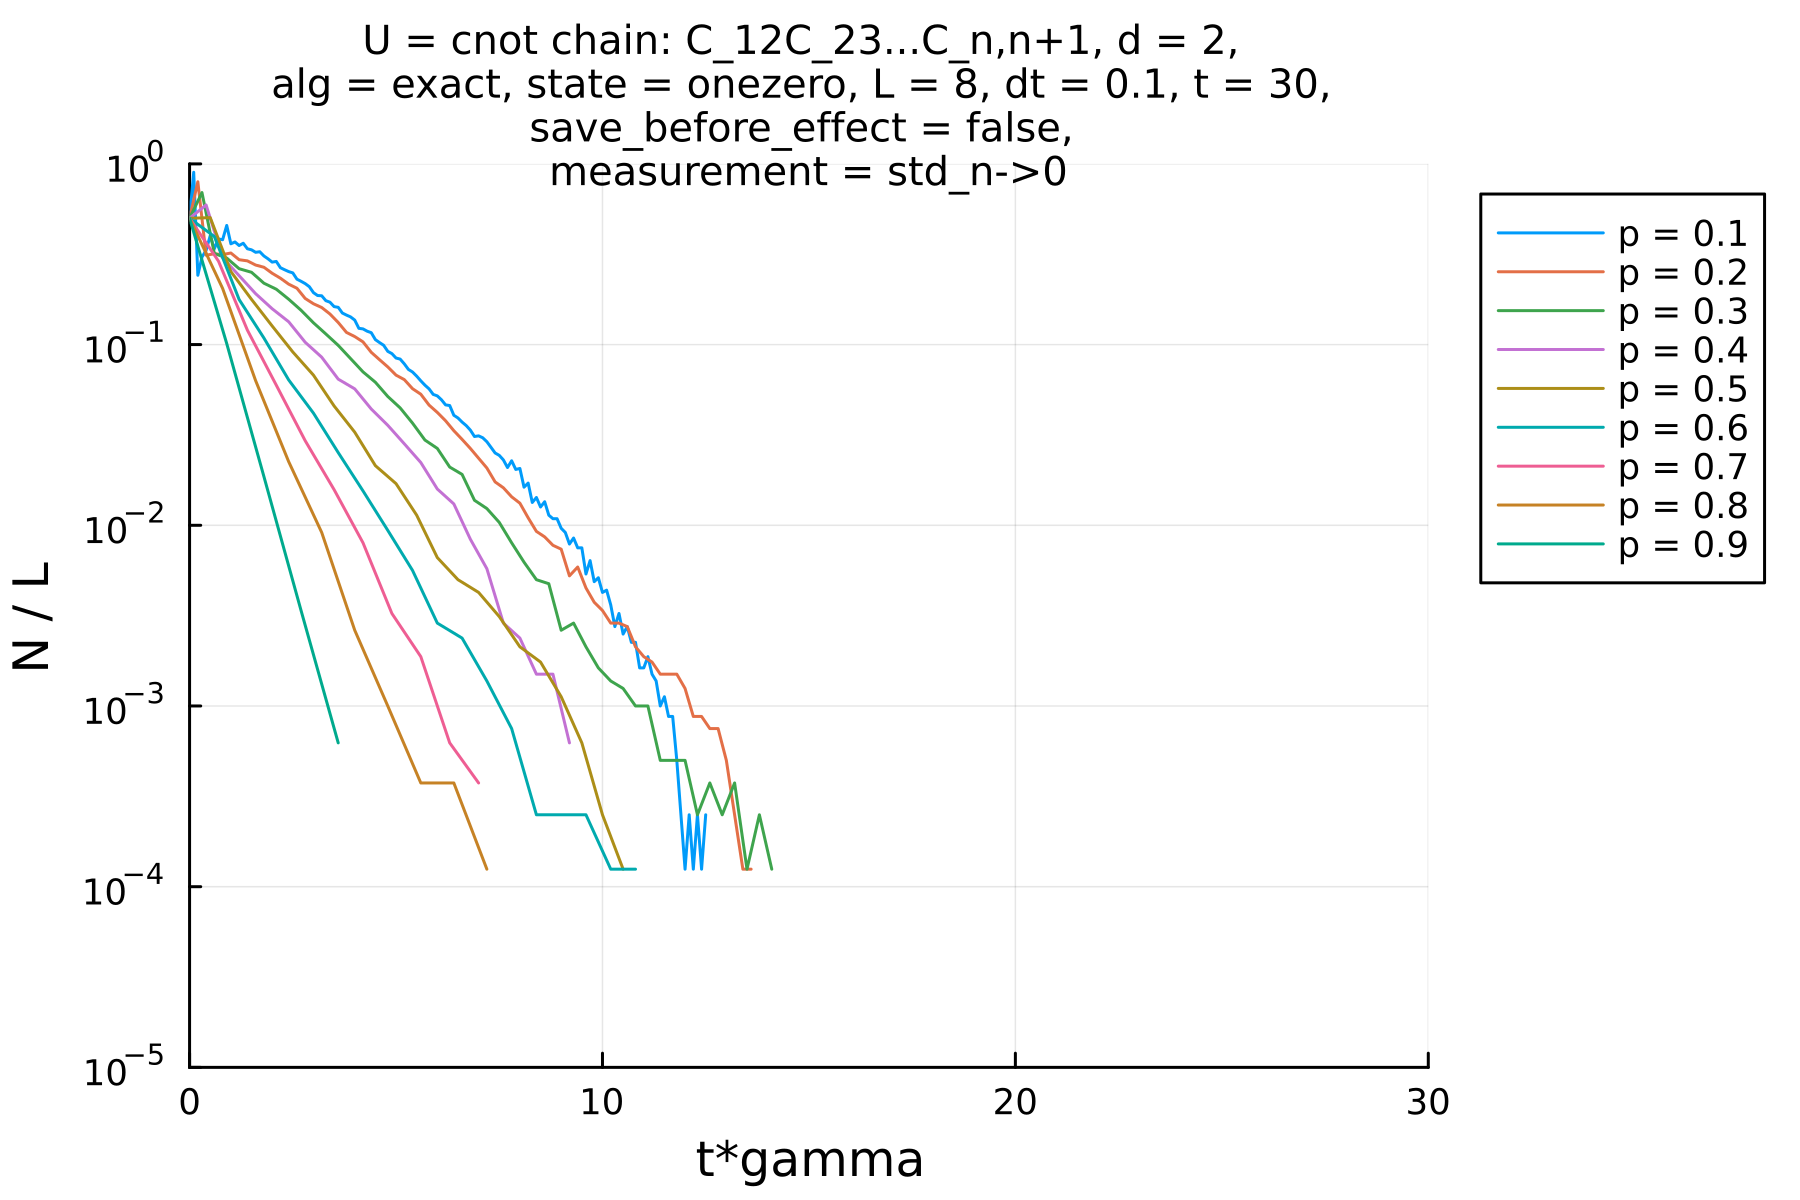 U = cnot chain: C_12C_23...C_n,n+1, d = 2,
alg = exact, state = onezero, L = 8, dt = 0.1, t = 30,
save_before_effect = false,
measurement = std_n->0
10⁰
10⁻¹
10⁻²
10⁻³
10⁻⁴
10⁻⁵
N / L
0
10
20
30
t*gamma
p = 0.1
p = 0.2
p = 0.3
p = 0.4
p = 0.5
p = 0.6
p = 0.7
p = 0.8
p = 0.9